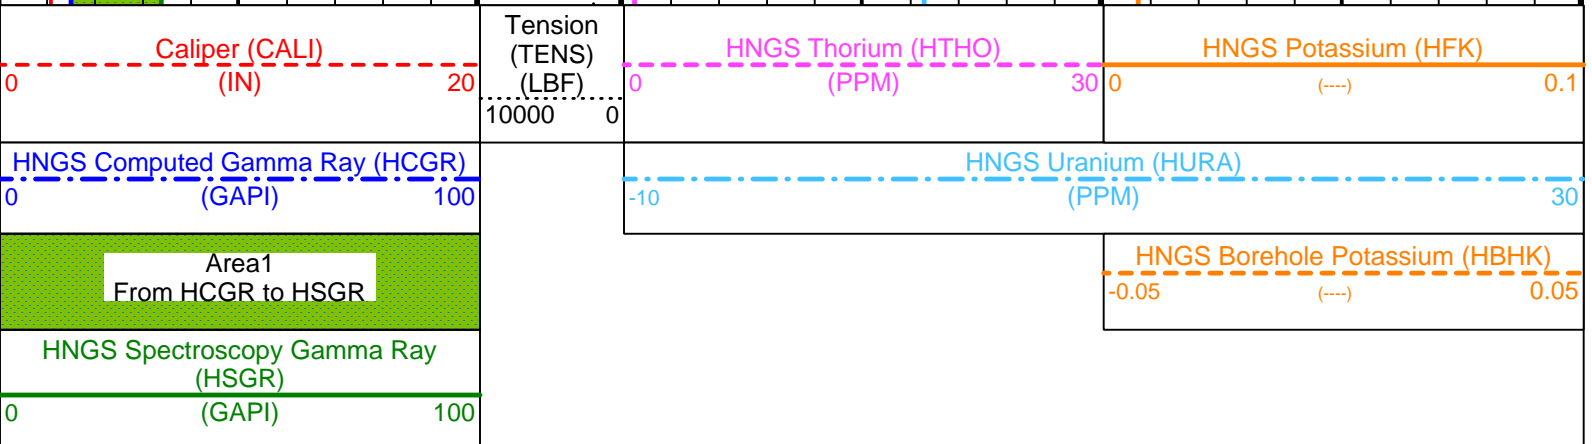 Caliper (CALI)
0 (IN) 20
Tension
(TENS)
(LBF)
10000 0
HNGS Thorium (HTHO)
0 (PPM) 30
HNGS Potassium (HFK)
0 (----) 0.1
HNGS Computed Gamma Ray (HCGR)
0 (GAPI) 100
HNGS Uranium (HURA)
-10 (PPM) 30
Area1
From HCGR to HSGR
HNGS Borehole Potassium (HBHK)
-0.05 (----) 0.05
HNGS Spectroscopy Gamma Ray
(HSGR)
0 (GAPI) 100